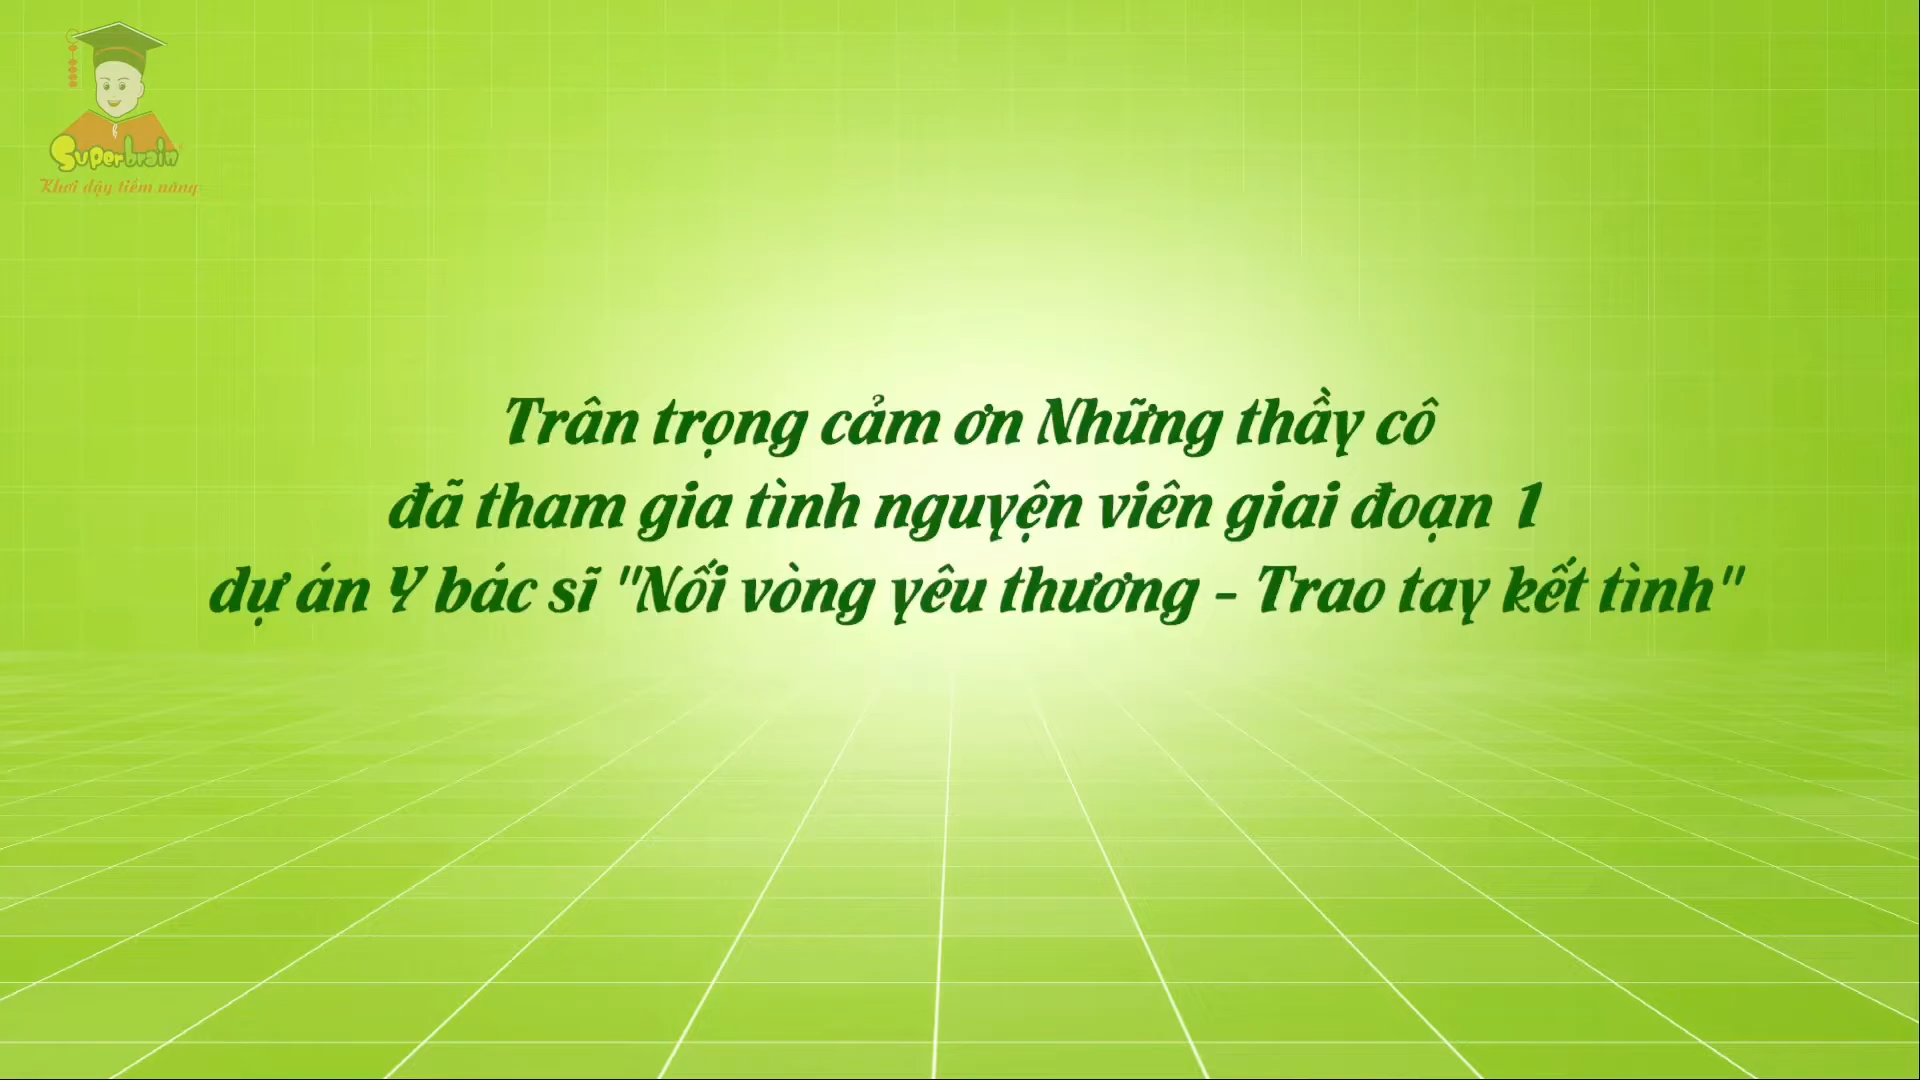 Superbrain
Khơi dậy tiềm năng
Trân trọng cảm ơn Những thầy cô
đã tham gia tình nguyện viên giai đoạn 1
dự án Y bác sĩ "Nối vòng yêu thương - Trao tay kết tình"